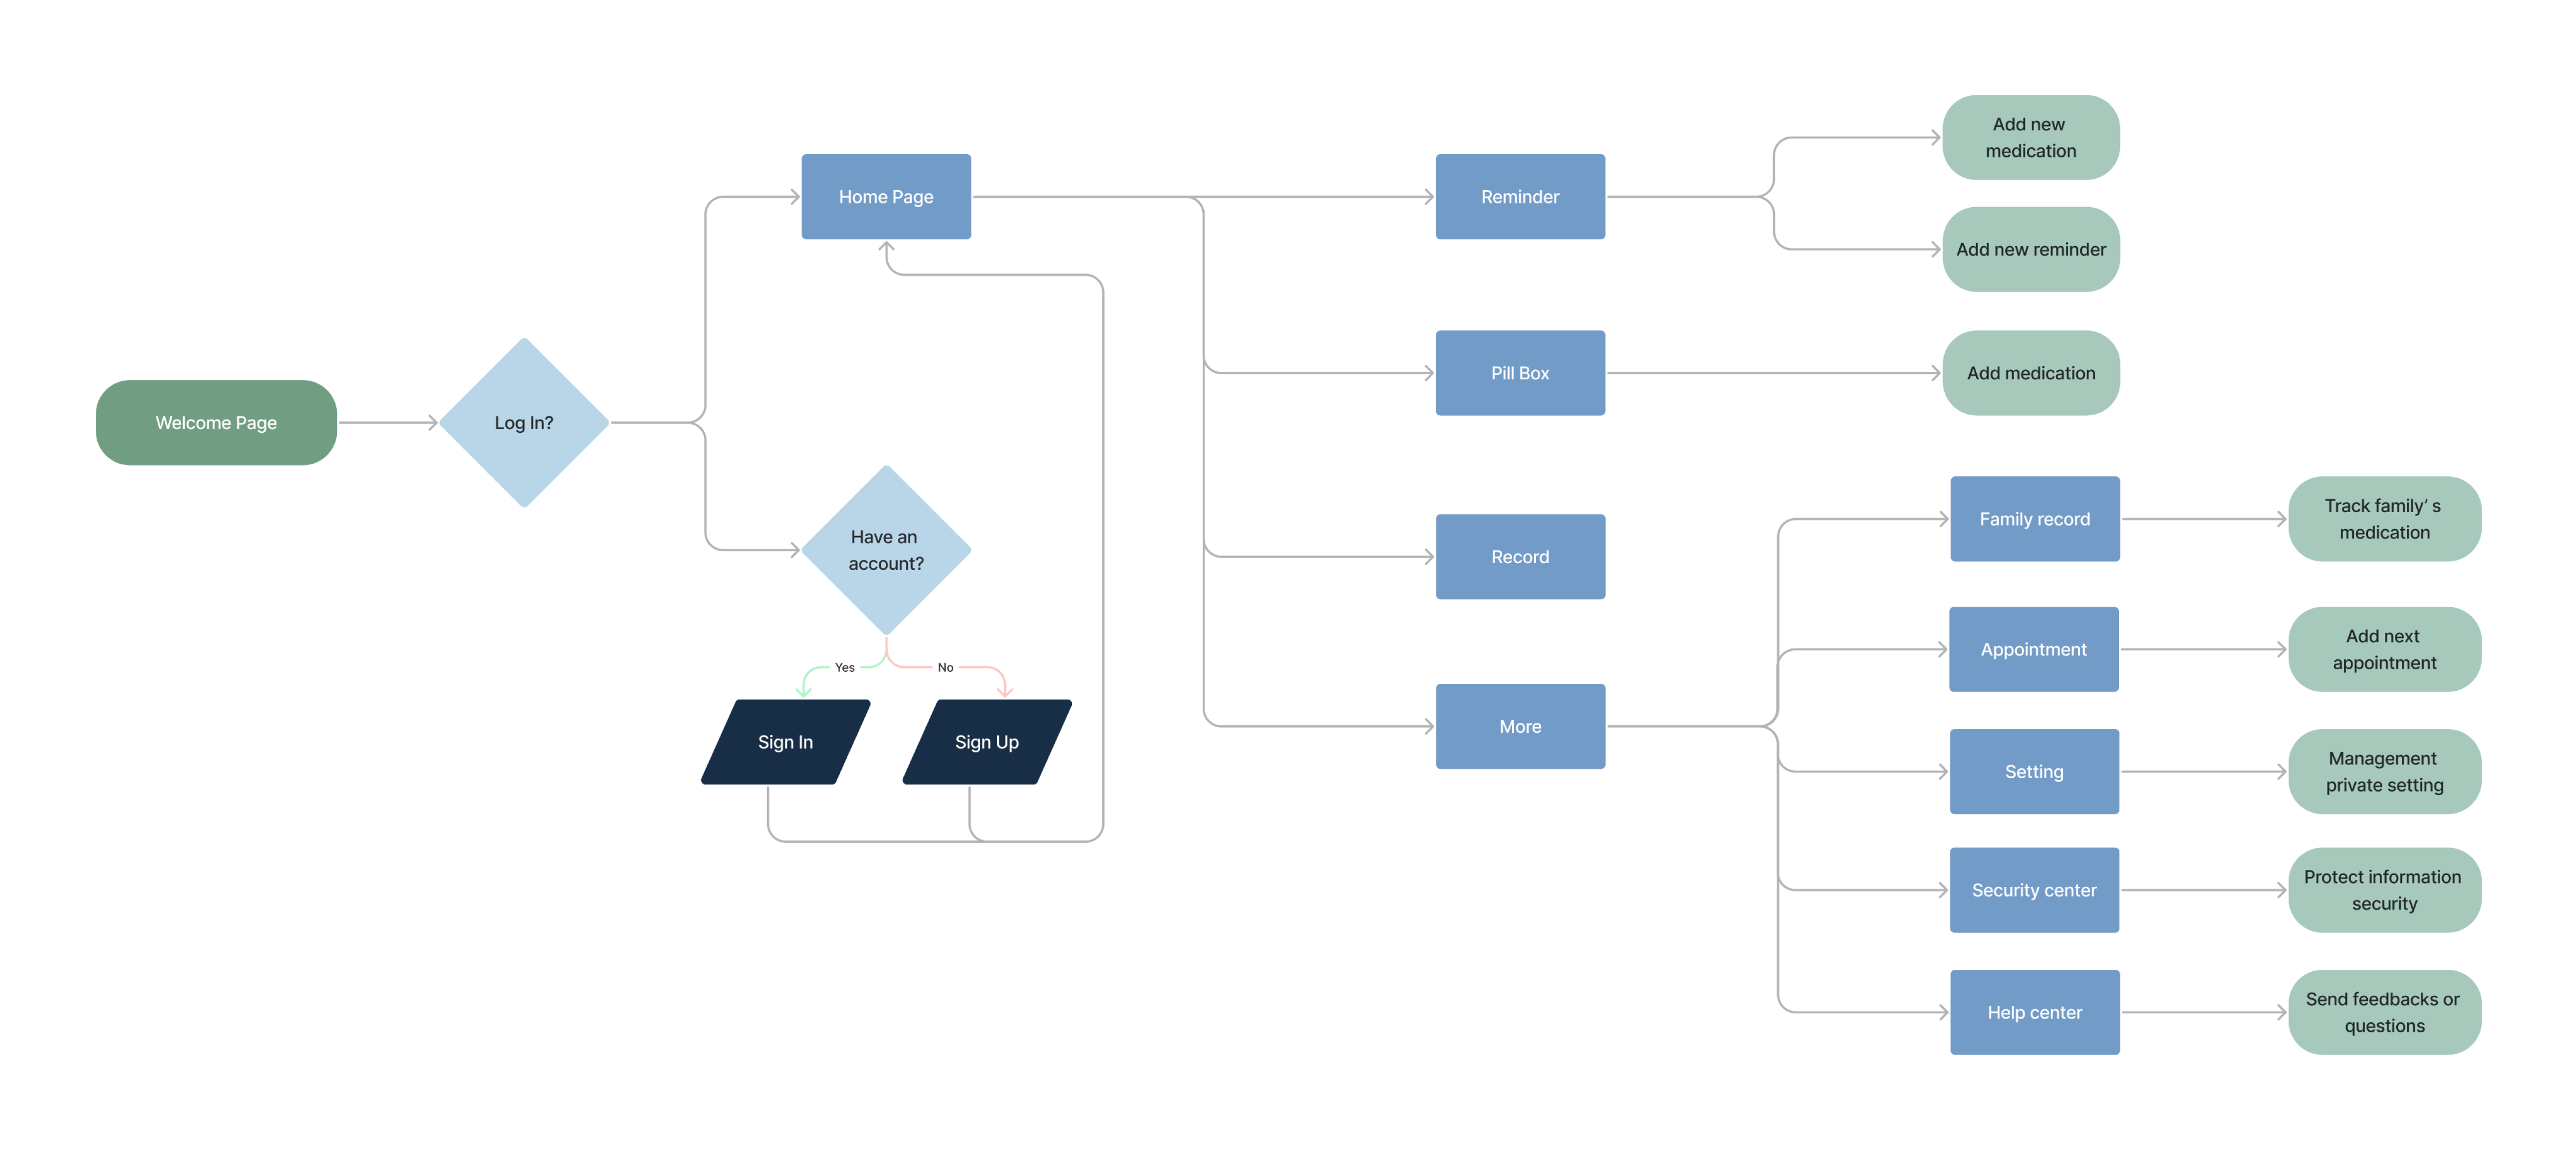 Welcome Page
Log In?
Home Page
Have an
account?
Yes
No
Sign In
Sign Up
Reminder
Add new
medication
Add new reminder
Pill Box
Add medication
Record
More
Family record
Track family’ s
medication
Appointment
Add next
appointment
Setting
Management
private setting
Security center
Protect information
security
Help center
Send feedbacks or
questions